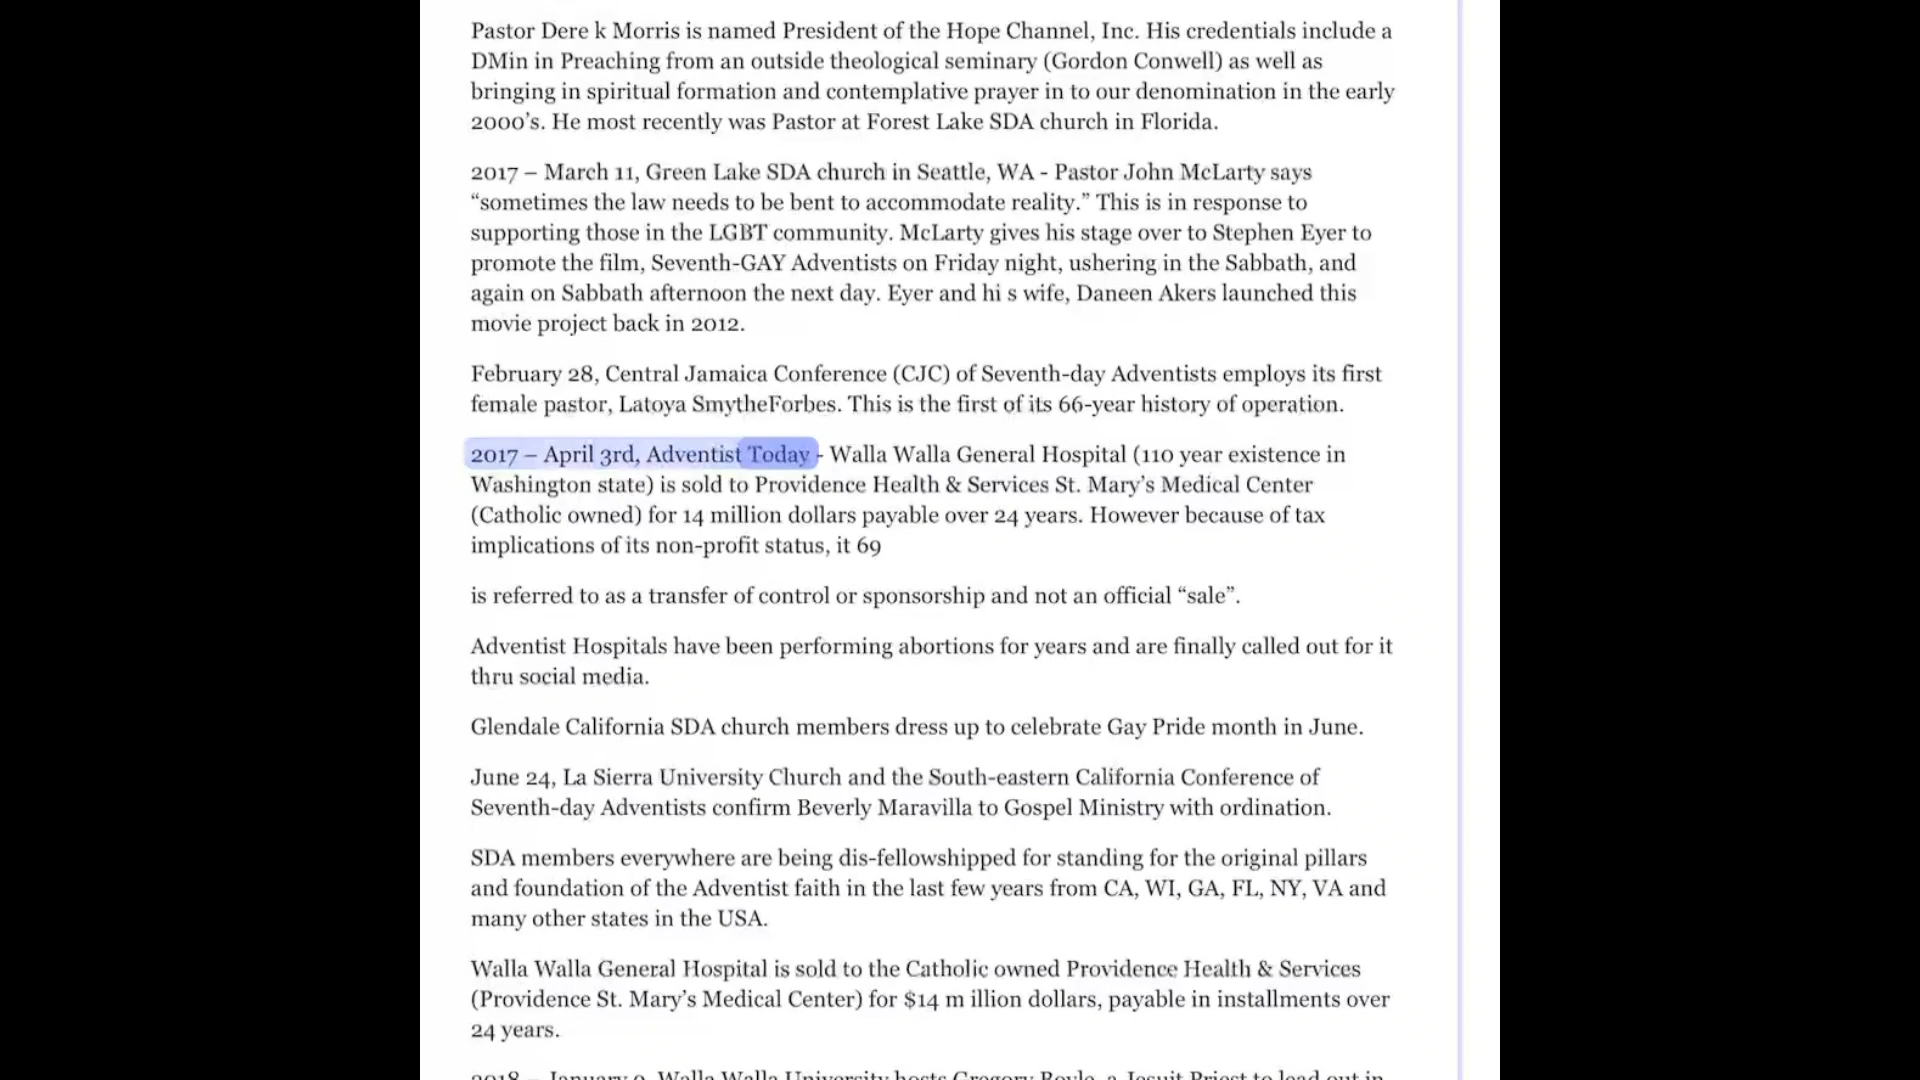 Pastor Dere k Morris is named President of the Hope Channel, Inc. His credentials include a
DMin in Preaching from an outside theological seminary (Gordon Conwell) as well as
bringing in spiritual formation and contemplative prayer in to our denomination in the early
2000’s. He most recently was Pastor at Forest Lake SDA church in Florida.
2017 – March 11, Green Lake SDA church in Seattle, WA - Pastor John McLarty says
“sometimes the law needs to be bent to accommodate reality.” This is in response to
supporting those in the LGBT community. McLarty gives his stage over to Stephen Eyer to
promote the film, Seventh-GAY Adventists on Friday night, ushering in the Sabbath, and
again on Sabbath afternoon the next day. Eyer and hi s wife, Daneen Akers launched this
movie project back in 2012.
February 28, Central Jamaica Conference (CJC) of Seventh-day Adventists employs its first
female pastor, Latoya SmytheForbes. This is the first of its 66-year history of operation.
2017 – April 3rd, Adventist Today - Walla Walla General Hospital (110 year existence in
Washington state) is sold to Providence Health & Services St. Mary’s Medical Center
(Catholic owned) for 14 million dollars payable over 24 years. However because of tax
implications of its non-profit status, it 69
is referred to as a transfer of control or sponsorship and not an official “sale”.
Adventist Hospitals have been performing abortions for years and are finally called out for it
thru social media.
Glendale California SDA church members dress up to celebrate Gay Pride month in June.
June 24, La Sierra University Church and the South-eastern California Conference of
Seventh-day Adventists confirm Beverly Maravilla to Gospel Ministry with ordination.
SDA members everywhere are being dis-fellowshipped for standing for the original pillars
and foundation of the Adventist faith in the last few years from CA, WI, GA, FL, NY, VA and
many other states in the USA.
Walla Walla General Hospital is sold to the Catholic owned Providence Health & Services
(Providence St. Mary’s Medical Center) for $14 m illion dollars, payable in installments over
24 years.
2018 – January 9, Walla Walla University hosts Gregory Boyle, a Jesuit Priest to lead out in